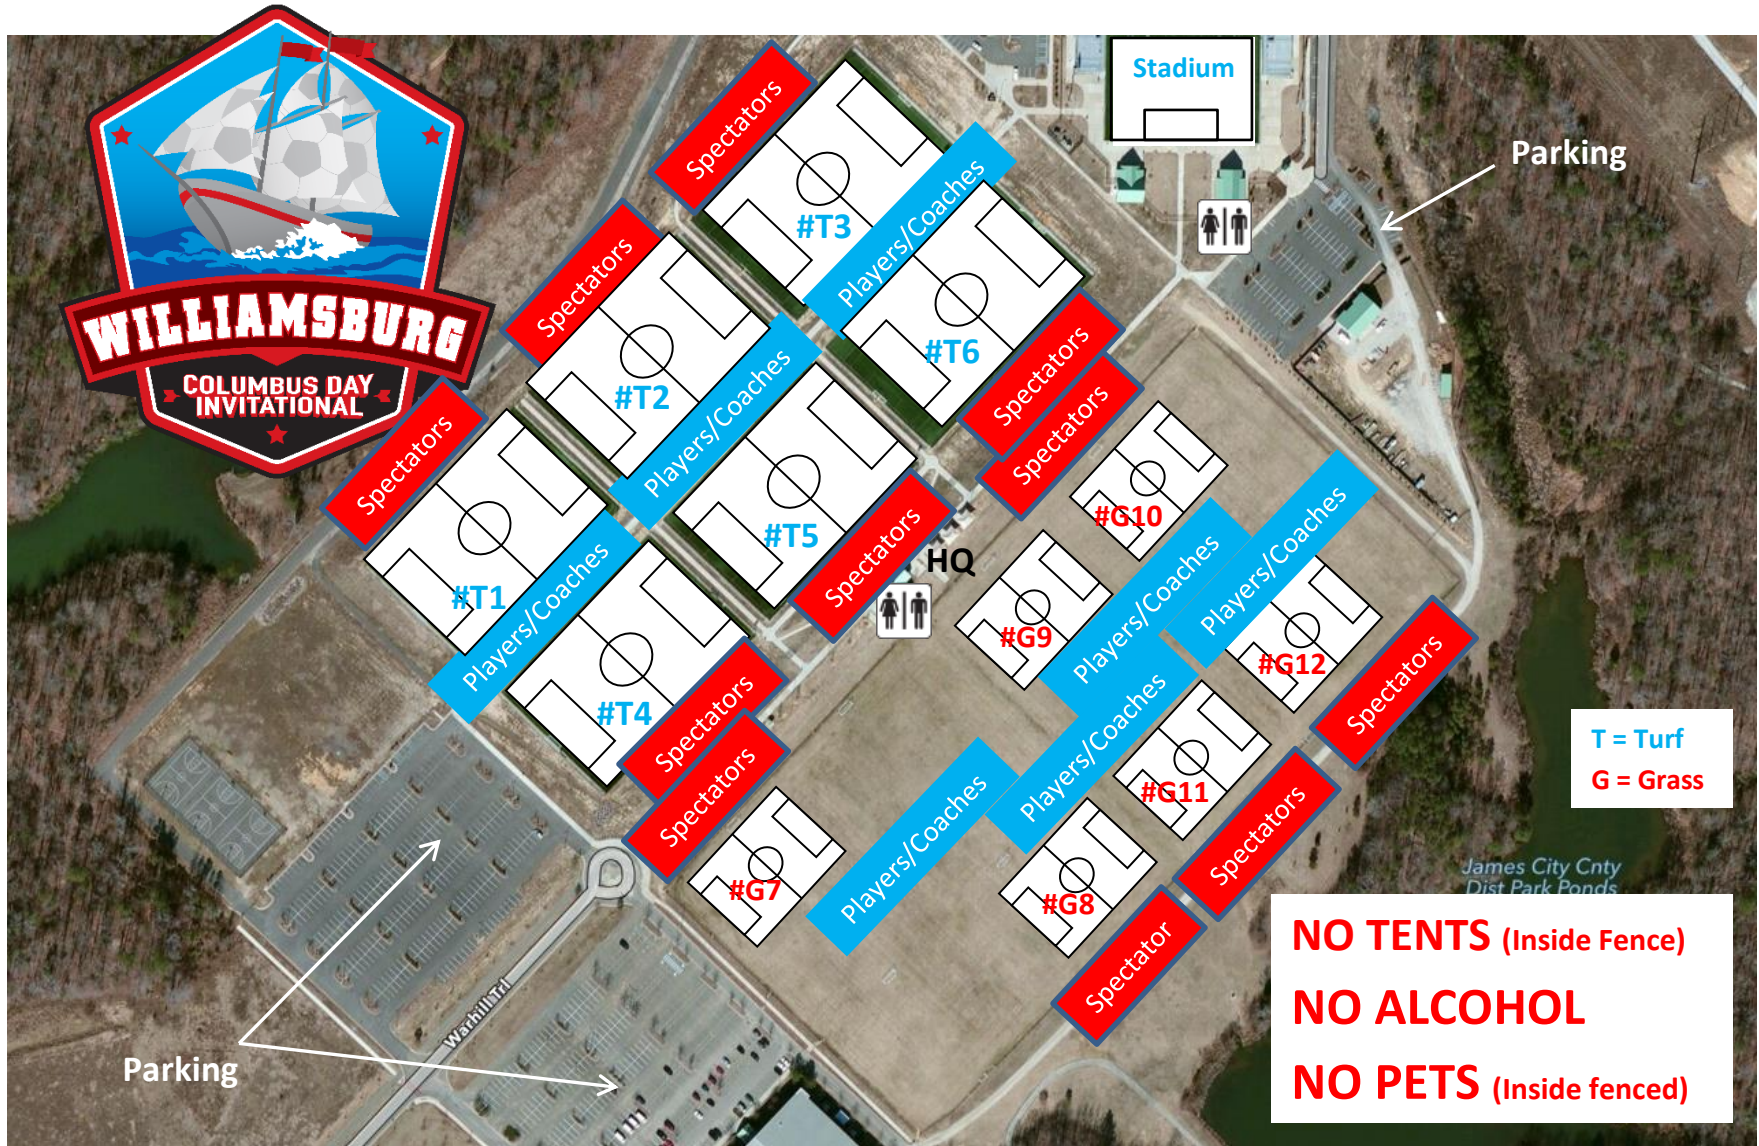 Stadium
Spectators
Parking
#T3
Players/Coaches
Spectators
#T6
WILLIAMSBURG
COLUMBUS DAY
INVITATIONAL
#T2
Players/Coaches
Spectators
Spectators
Spectators
#T1
#T5
Spectators
HQ
#G10
Players/Coaches
Players/Coaches
#G9
Players/Coaches
#G12
Spectators
#T4
Spectators
Spectators
Players/Coaches
#G11
Players/Coaches
#G7
#G8
Spectators
Spectator
T = Turf
G = Grass
James City Cnty
Dist Park Ponds
Warhill Trl
Parking
NO TENTS (Inside Fence)
NO ALCOHOL
NO PETS (Inside fenced)